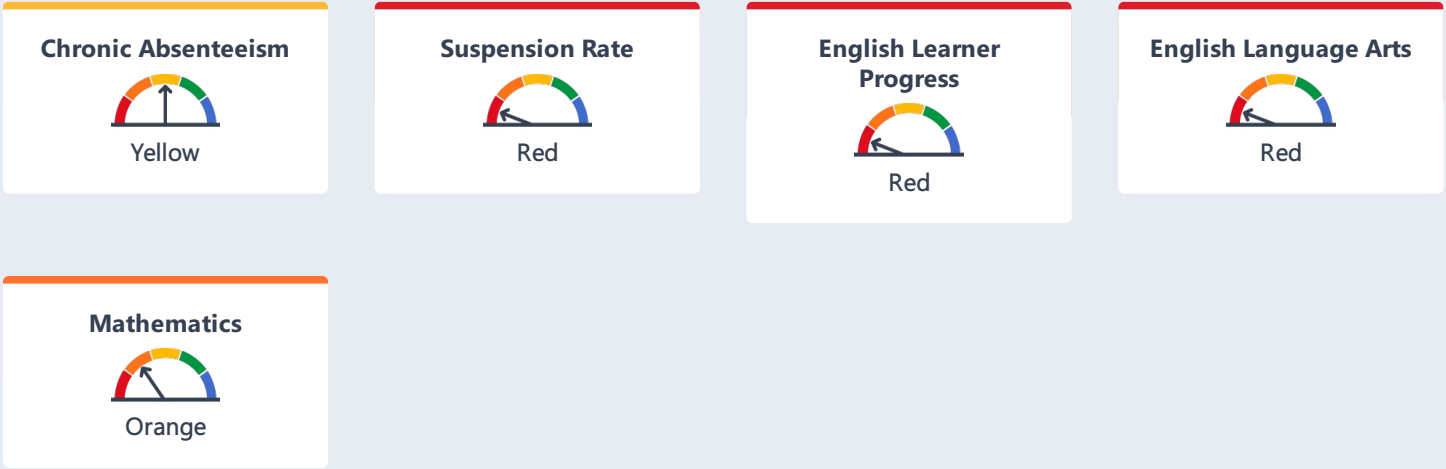 Chronic Absenteeism
Yellow
Suspension Rate
Red
English Learner
Progress
Red
English Language Arts
Red
Mathematics
Orange